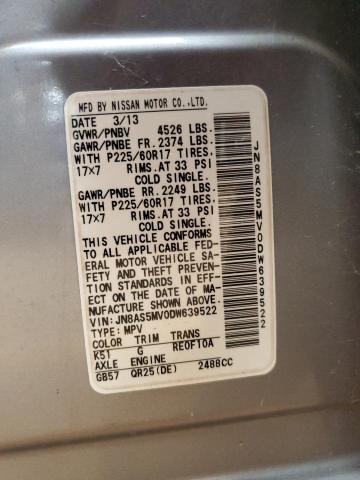 MFD BY NISSAN MOTOR CO.,LTD.
DATE 3/13
GVWR/PNBV 4526 LBS.
GAWR/PNBE FR. 2374 LBS.
WITH P225/60R17 TIRES,
17x7 RIMS.AT 33 PSI
COLD SINGLE.
GAWR/PNBE RR. 2249 LBS.
WITH P225/60R17 TIRES,
17x7 RIMS.AT 33 PSI
COLD SINGLE.
THIS VEHICLE CONFORMS
TO ALL APPLICABLE FED-
ERAL MOTOR VEHICLE SA-
FETY AND THEFT PREVEN-
TION STANDARDS IN EFF-
ECT ON THE DATE OF MA-
NUFACTURE SHOWN ABOVE.
VIN:JN8AS5MV0DW639522
TYPE: MPV
COLOR TRIM TRANS
K51 G RE0F10A
AXLE ENGINE
GB57 QR25(DE) 2488CC
JN8AS5MV0DW639522